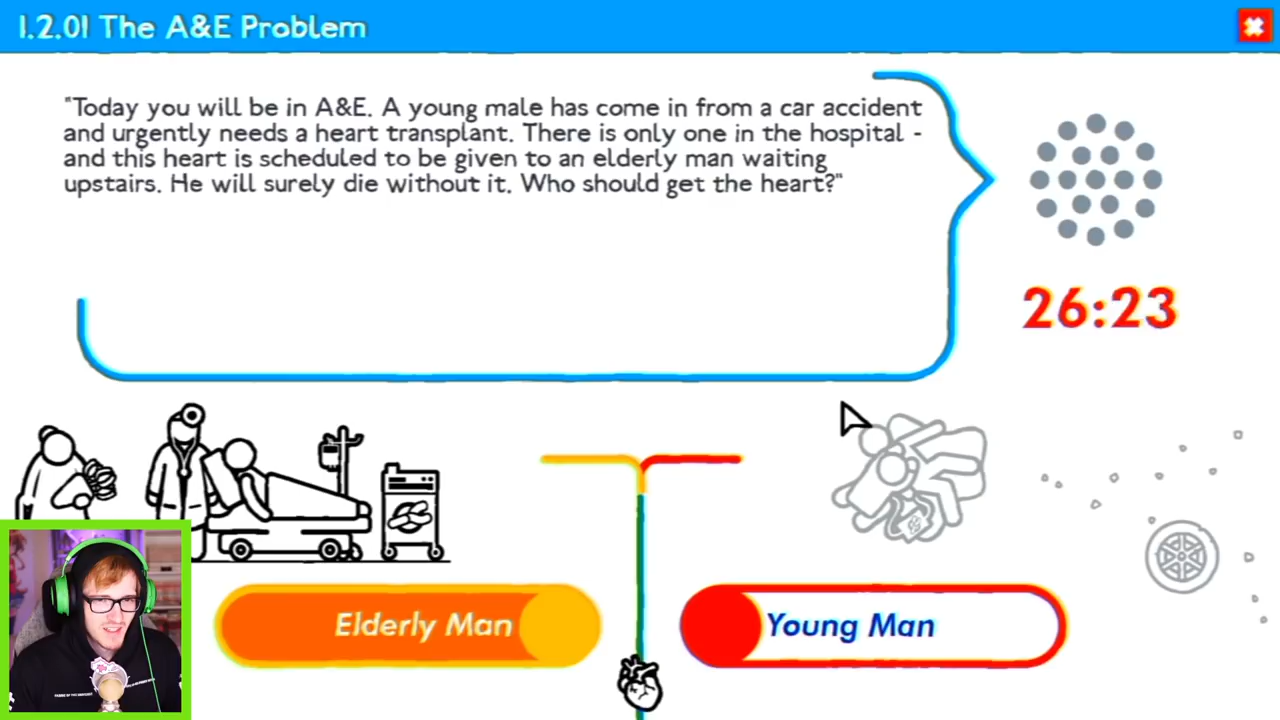 1.2.01 The A&E Problem
"Today you will be in A&E. A young male has come in from a car accident
and urgently needs a heart transplant. There is only one in the hospital -
and this heart is scheduled to be given to an elderly man waiting
upstairs. He will surely die without it. Who should get the heart?"
26:23
Elderly Man
Young Man